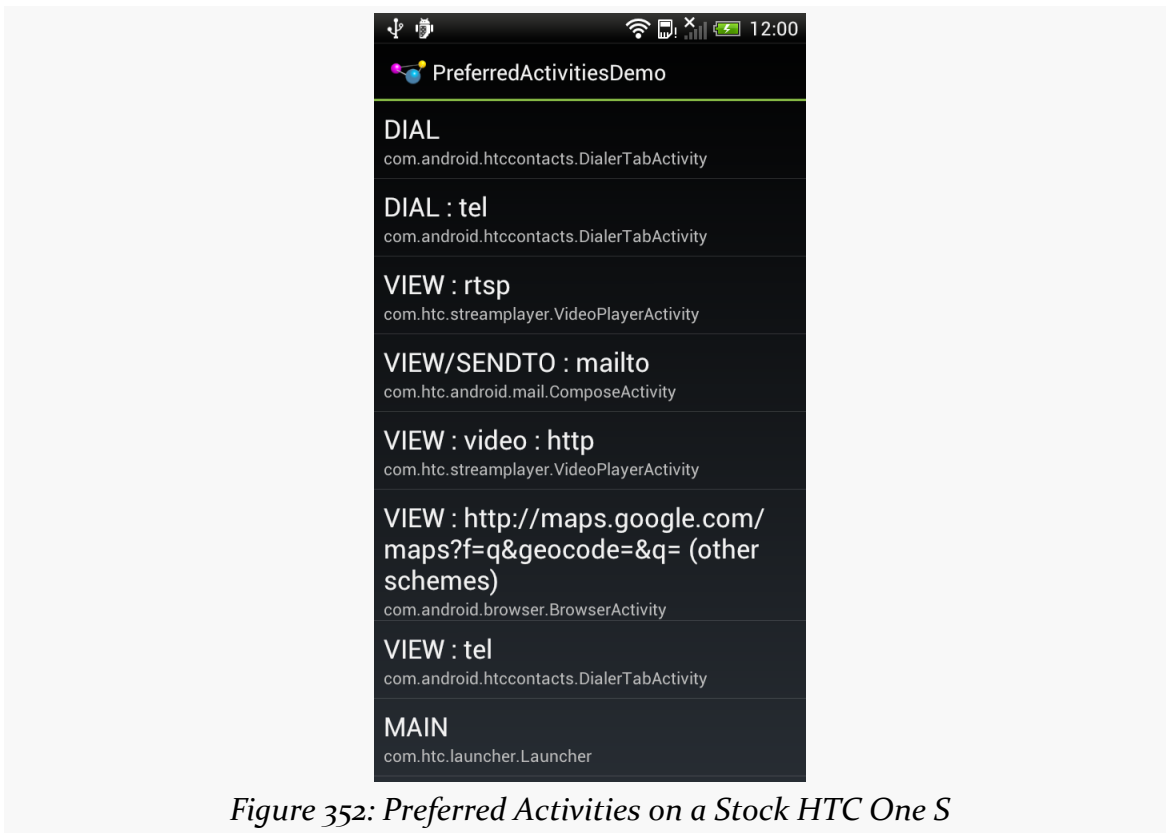 12:00
PreferredActivitiesDemo
DIAL
com.android.htccontacts.DialerTabActivity
DIAL : tel
com.android.htccontacts.DialerTabActivity
VIEW : rtsp
com.htc.streamplayer.VideoPlayerActivity
VIEW/SENDTO : mailto
com.htc.android.mail.ComposeActivity
VIEW : video : http
com.htc.streamplayer.VideoPlayerActivity
VIEW : http://maps.google.com/
maps?f=q&geocode=&q= (other
schemes)
com.android.browser.BrowserActivity
VIEW : tel
com.android.htccontacts.DialerTabActivity
MAIN
com.htc.launcher.Launcher
Figure 352: Preferred Activities on a Stock HTC One S